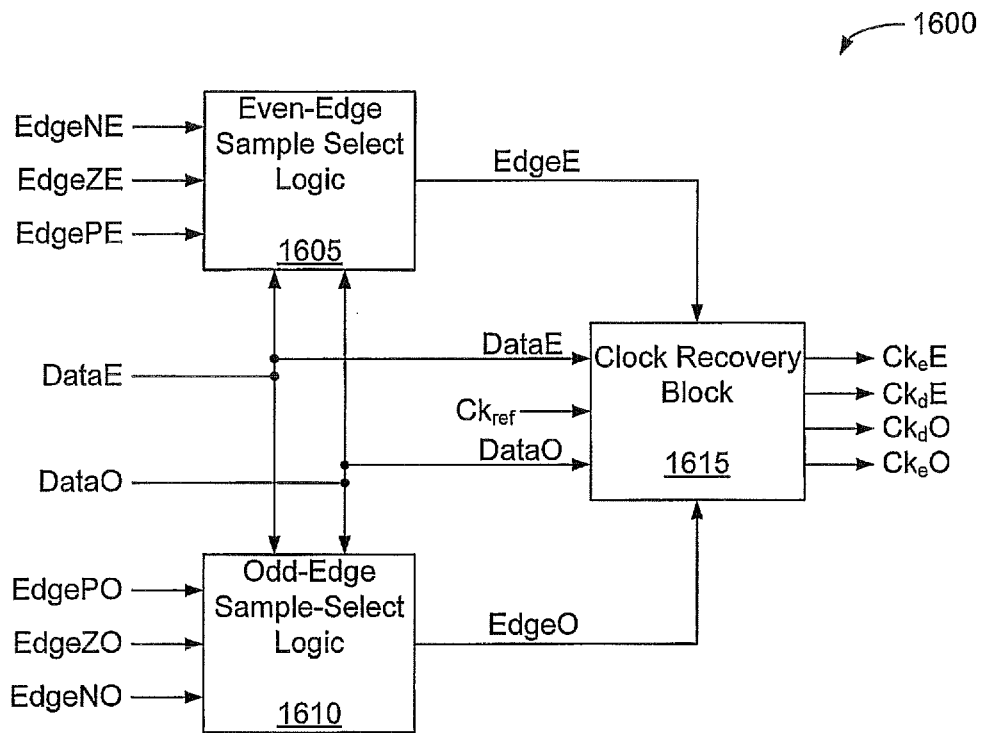 1600
EdgeNE
EdgeZE
EdgePE
Even-Edge
Sample Select
Logic
1605
EdgeE
DataE
DataE
Ckref
DataO
DataO
Clock Recovery
Block
1615
CkeE
CkdE
CkdO
CkeO
EdgePO
EdgeZO
EdgeNO
Odd-Edge
Sample-Select
Logic
1610
EdgeO